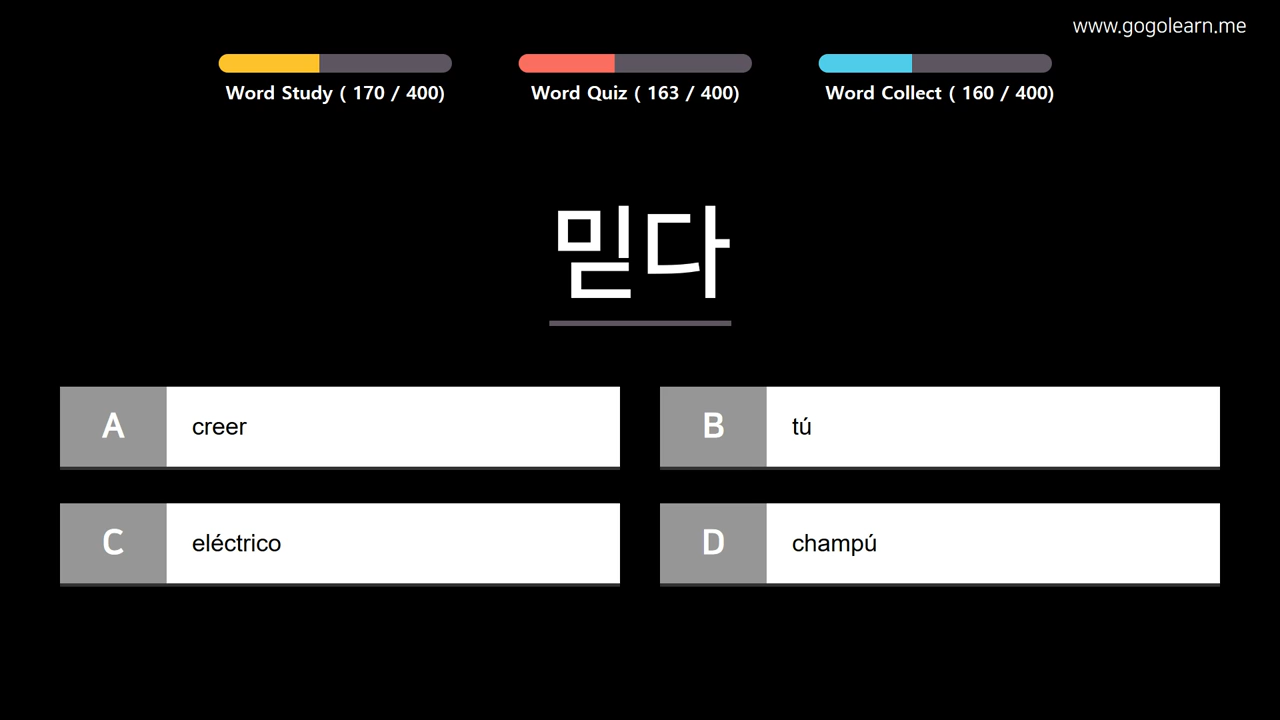 www.gogolearn.me
Word Study ( 170 / 400)
Word Quiz ( 163 / 400)
Word Collect ( 160 / 400)
믿다
A creer
B tú
C eléctrico
D champú